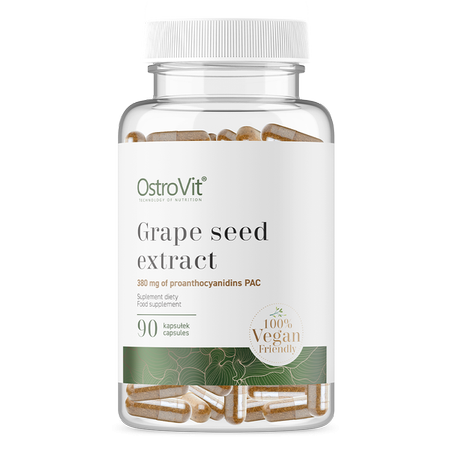 OstroVit®
TECHNOLOGY OF NUTRITION
Grape seed
extract
380 mg of proanthocyanidins PAC
Suplement diety
Food supplement
90 kapsułek
capsules
100%
Vegan
Friendly